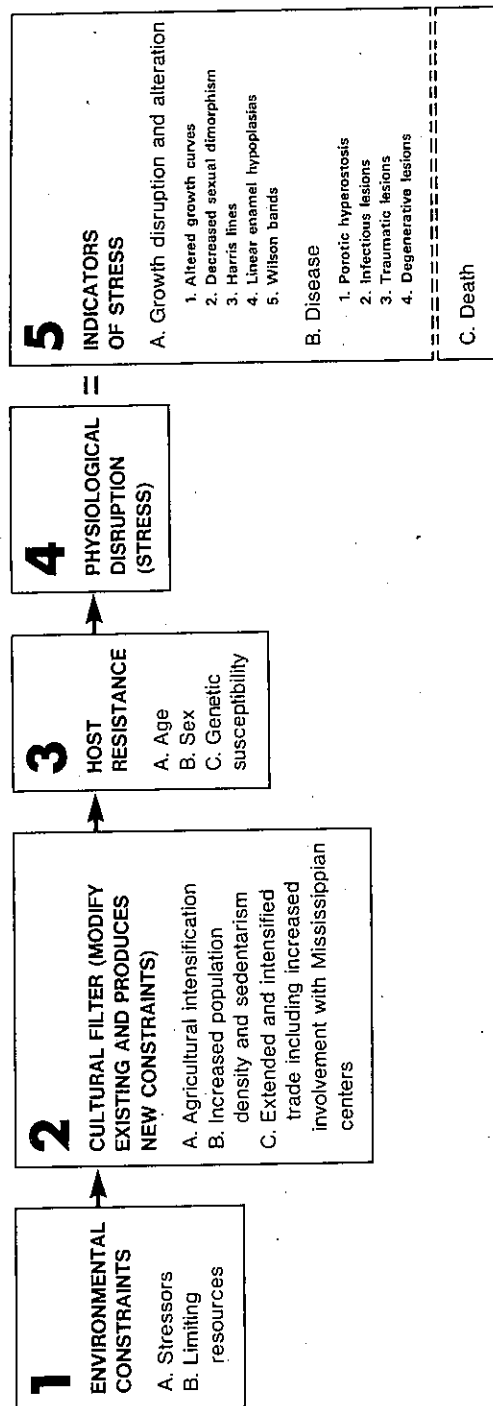 1
ENVIRONMENTAL
CONSTRAINTS
A. Stressors
B. Limiting
resources
2
CULTURAL FILTER (MODIFY
EXISTING AND PRODUCES
NEW CONSTRAINTS)
A. Agricultural intensification
B. Increased population
density and sedentarism
C. Extended and intensified
trade including increased
involvement with Mississippian
centers
3
HOST
RESISTANCE
A. Age
B. Sex
C. Genetic
susceptibility
4
PHYSIOLOGICAL
DISRUPTION
(STRESS)
=
5
INDICATORS
OF STRESS
A. Growth disruption and alteration
1. Altered growth curves
2. Decreased sexual dimorphism
3. Harris lines
4. Linear enamel hypoplasias
5. Wilson bands
B. Disease
1. Porotic hyperostosis
2. Infectious lesions
3. Traumatic lesions
4. Degenerative lesions
C. Death